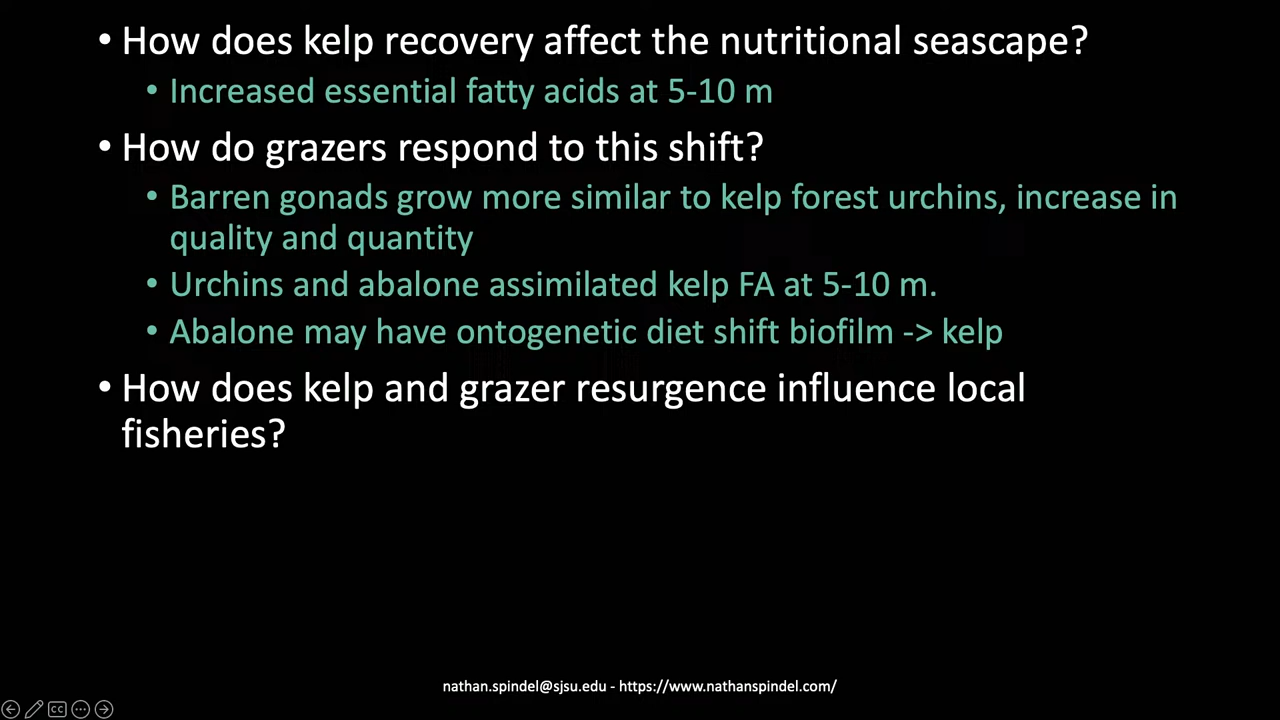 • How does kelp recovery affect the nutritional seascape?
• Increased essential fatty acids at 5-10 m
• How do grazers respond to this shift?
• Barren gonads grow more similar to kelp forest urchins, increase in
quality and quantity
• Urchins and abalone assimilated kelp FA at 5-10 m.
• Abalone may have ontogenetic diet shift biofilm -> kelp
• How does kelp and grazer resurgence influence local
fisheries?
nathan.spindel@sjsu.edu - https://www.nathanspindel.com/
CC